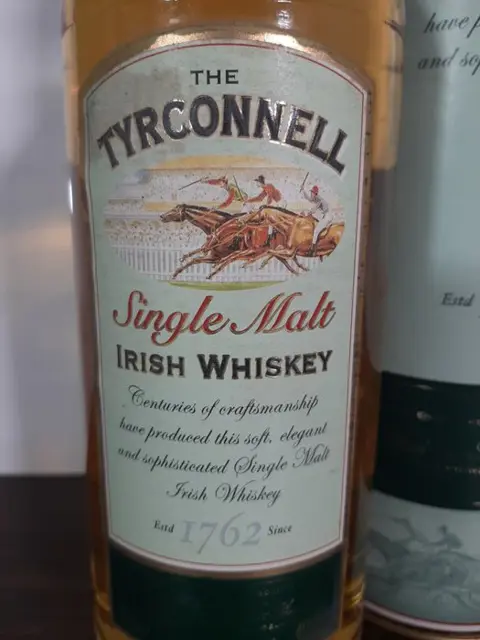 THE
TYRCONNELL
Single Malt
IRISH WHISKEY
Centuries of craftsmanship
have produced this soft, elegant
and sophisticated Single Malt
Irish Whiskey
Estd 1762 Since
have p
and sop
Estd